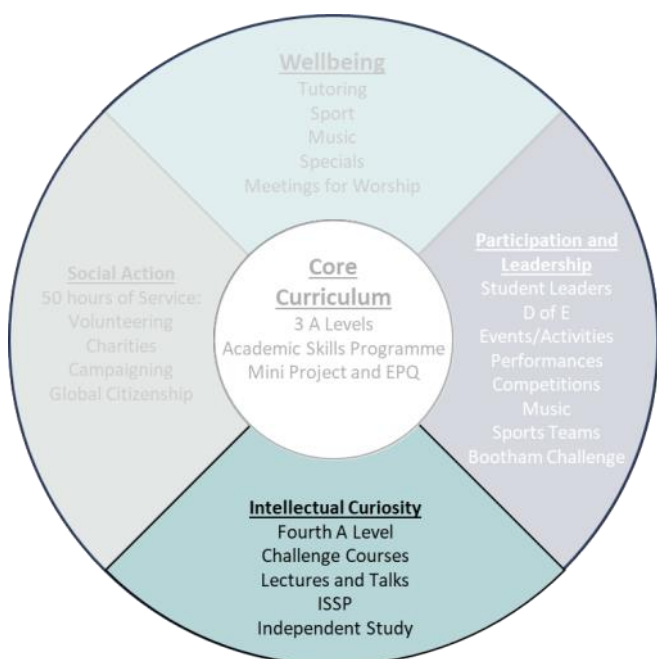 Wellbeing
Tutoring
Sport
Music
Specials
Meetings for Worship
Social Action
50 hours of Service:
Volunteering
Charities
Campaigning
Global Citizenship
Core
Curriculum
3 A Levels
Academic Skills Programme
Mini Project and EPQ
Participation and
Leadership
Student Leaders
D of E
Events/Activities
Performances
Competitions
Music
Sports Teams
Bootham Challenge
Intellectual Curiosity
Fourth A Level
Challenge Courses
Lectures and Talks
ISSP
Independent Study